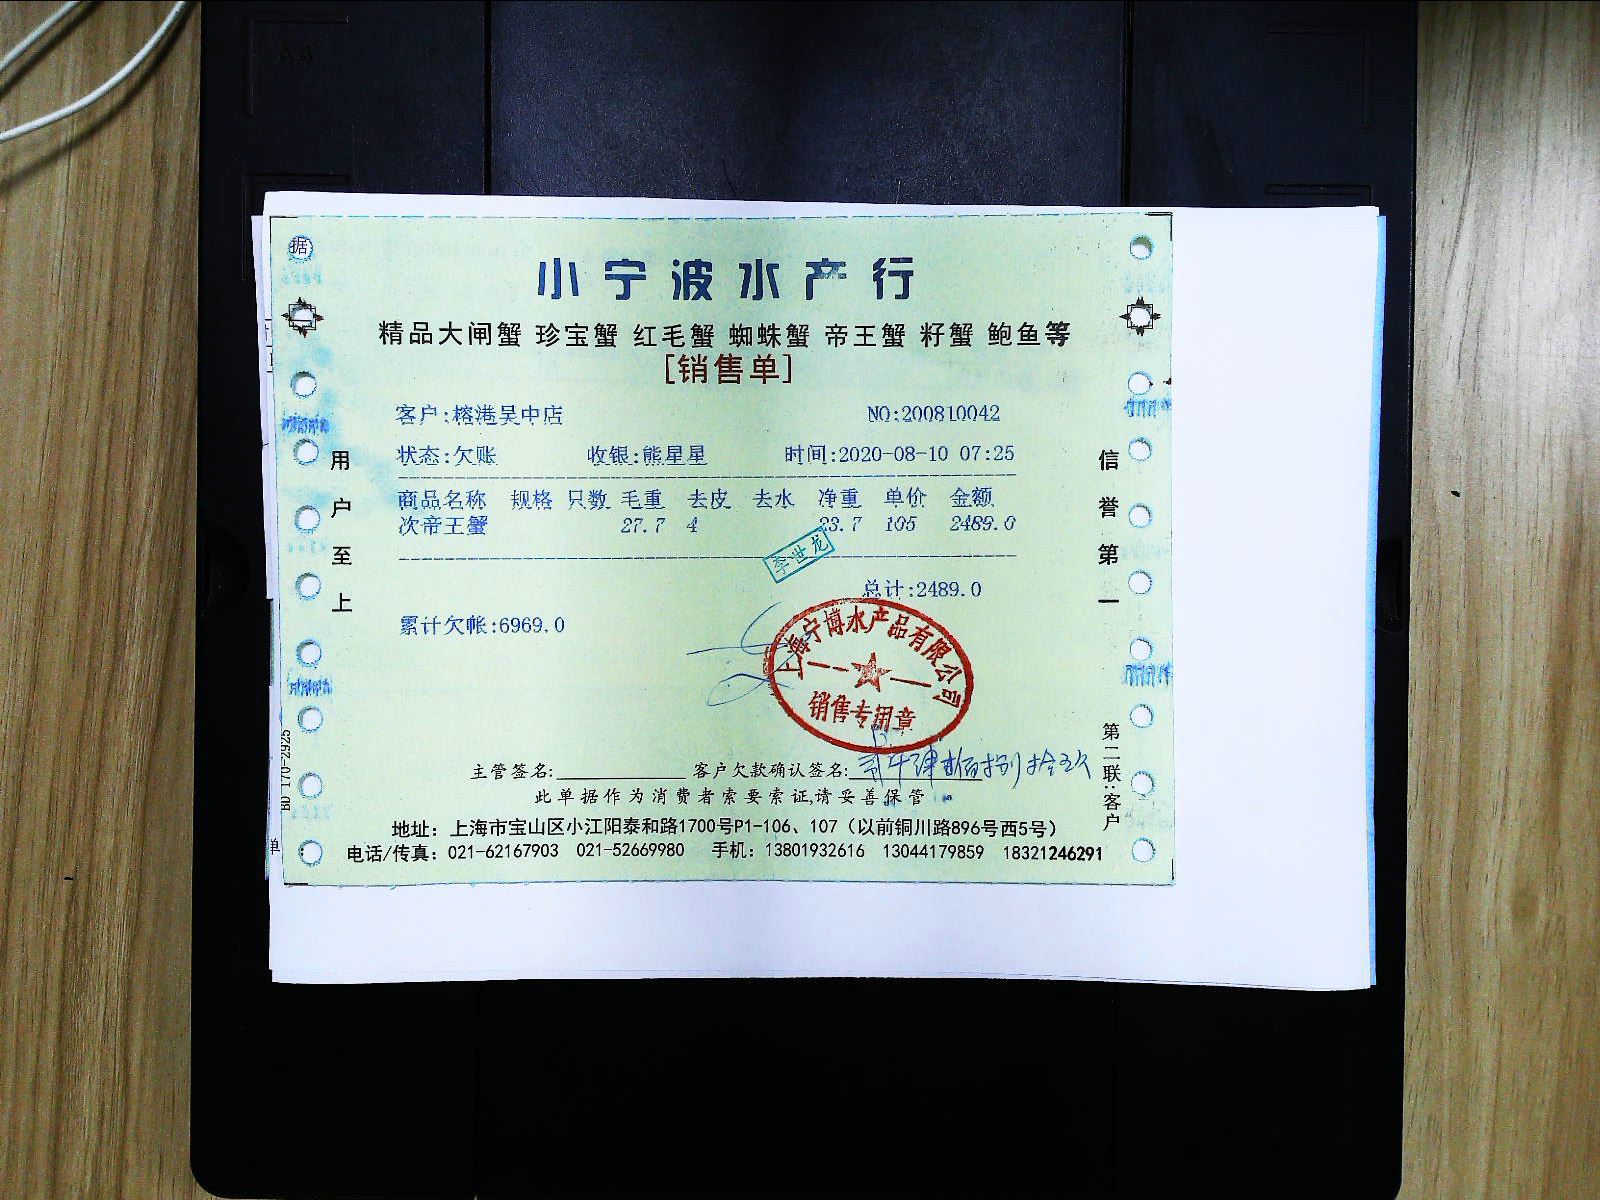 据
小宁波水产行
精品大闸蟹 珍宝蟹 红毛蟹 蜘蛛蟹 帝王蟹 籽蟹 鲍鱼等
[销售单]
客户:榕港吴中店 NO:200810042
状态:欠账 收银:熊星星 时间:2020-08-10 07:25
商品名称 规格 只数 毛重 去皮 去水 净重 单价 金额
次帝王蟹 27.7 4 23.7 105 2489.0
李世龙
总计:2489.0
累计欠帐:6969.0
上海宁博水产品有限公司
销售专用章
用户至上
信誉第一
第二联:客户
BD 170-2925
主管签名: 客户欠款确认签名:
此单据作为消费者索要索证,请妥善保管
地址：上海市宝山区小江阳泰和路1700号P1-106、107（以前铜川路896号西5号）
电话/传真：021-62167903 021-52669980 手机：13801932616 13044179859 18321246291
单
A4